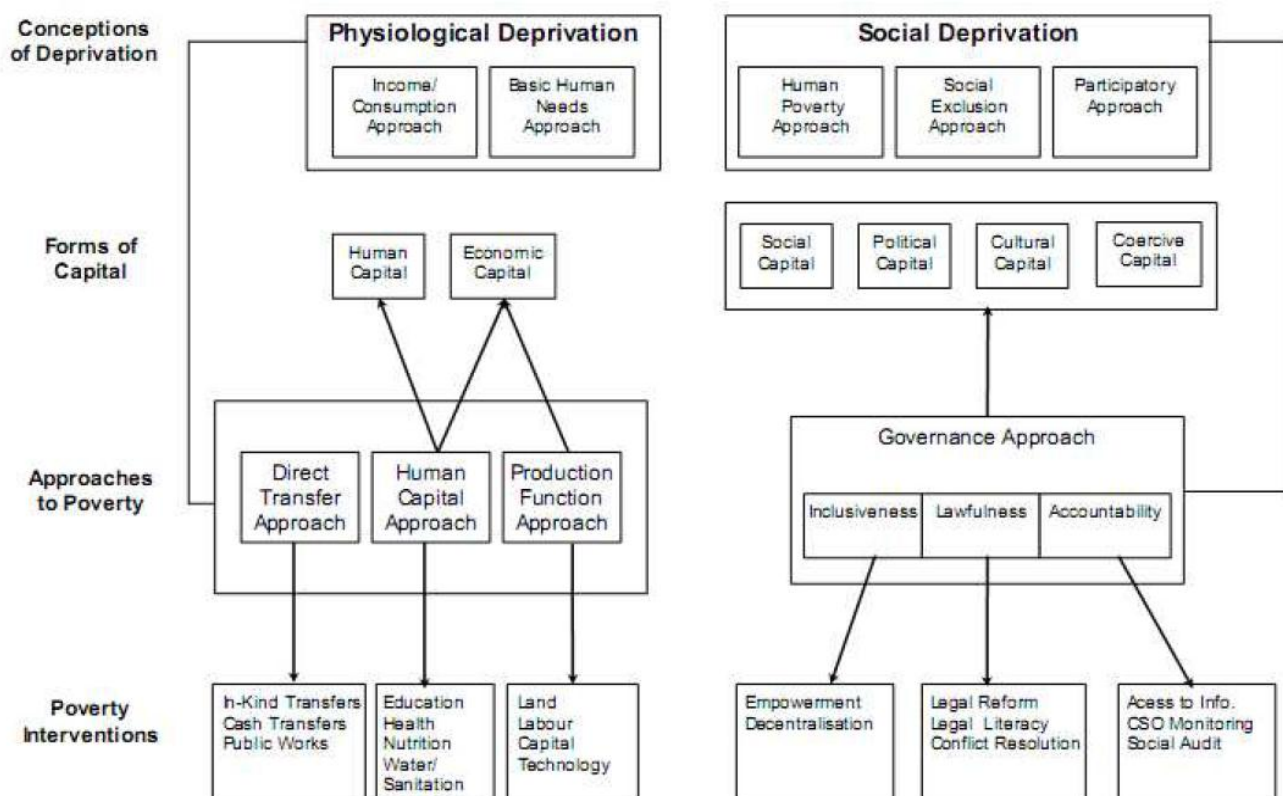 Conceptions
of Deprivation
Physiological Deprivation
Income/
Consumption
Approach
Basic Human
Needs
Approach
Social Deprivation
Human
Poverty
Approach
Social
Exclusion
Approach
Participatory
Approach
Forms of
Capital
Human
Capital
Economic
Capital
Social
Capital
Political
Capital
Cultural
Capital
Coercive
Capital
Approaches
to Poverty
Direct
Transfer
Approach
Human
Capital
Approach
Production
Function
Approach
Governance Approach
Inclusiveness
Lawfulness
Accountability
Poverty
Interventions
In-Kind Transfers
Cash Transfers
Public Works
Education
Health
Nutrition
Water/
Sanitation
Land
Labour
Capital
Technology
Empowerment
Decentralisation
Legal Reform
Legal Literacy
Conflict Resolution
Acess to Info.
CSO Monitoring
Social Audit